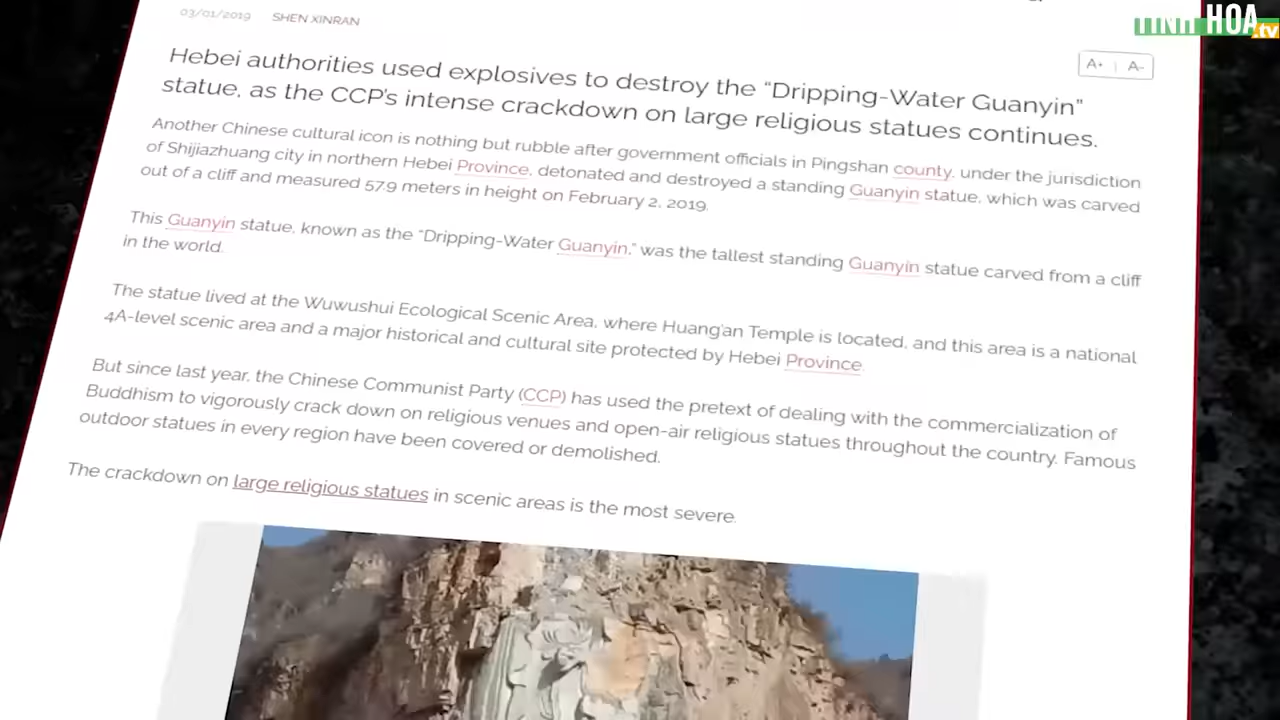 03/01/2019 SHEN XINRAN
TINH HOA.tv
A+ | A-
Hebei authorities used explosives to destroy the “Dripping-Water Guanyin”
statue, as the CCP’s intense crackdown on large religious statues continues.
Another Chinese cultural icon is nothing but rubble after government officials in Pingshan county, under the jurisdiction
of Shijiazhuang city in northern Hebei Province, detonated and destroyed a standing Guanyin statue, which was carved
out of a cliff and measured 57.9 meters in height on February 2, 2019.
This Guanyin statue, known as the “Dripping-Water Guanyin,” was the tallest standing Guanyin statue carved from a cliff
in the world.
The statue lived at the Wuwushui Ecological Scenic Area, where Huang’an Temple is located, and this area is a national
4A-level scenic area and a major historical and cultural site protected by Hebei Province.
But since last year, the Chinese Communist Party (CCP) has used the pretext of dealing with the commercialization of
Buddhism to vigorously crack down on religious venues and open-air religious statues throughout the country. Famous
outdoor statues in every region have been covered or demolished.
The crackdown on large religious statues in scenic areas is the most severe.